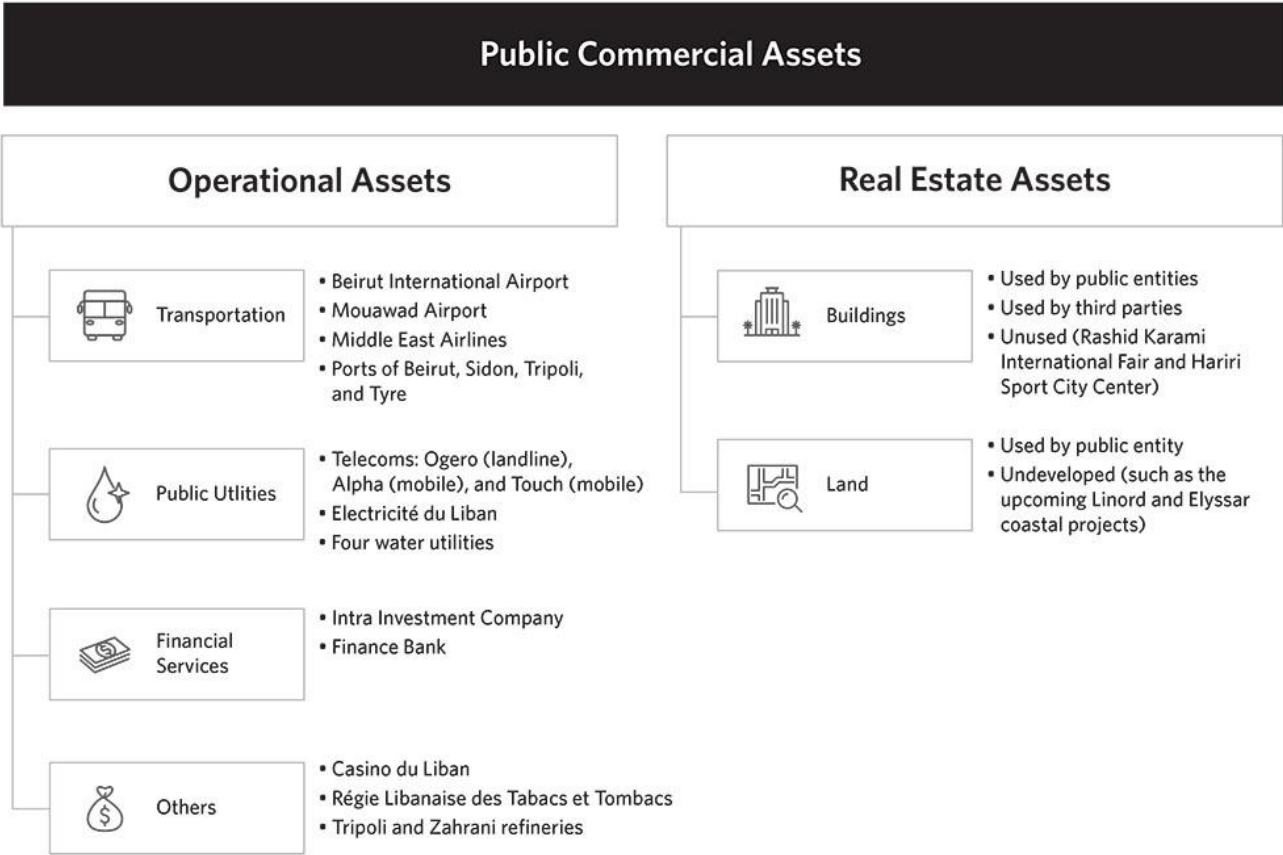 Public Commercial Assets
Operational Assets
Transportation
• Beirut International Airport
• Mouawad Airport
• Middle East Airlines
• Ports of Beirut, Sidon, Tripoli,
and Tyre
Public Utlities
• Telecoms: Ogero (landline),
Alpha (mobile), and Touch (mobile)
• Electricité du Liban
• Four water utilities
Financial
Services
• Intra Investment Company
• Finance Bank
Others
• Casino du Liban
• Régie Libanaise des Tabacs et Tombacs
• Tripoli and Zahrani refineries
Real Estate Assets
Buildings
• Used by public entities
• Used by third parties
• Unused (Rashid Karami
International Fair and Hariri
Sport City Center)
Land
• Used by public entity
• Undeveloped (such as the
upcoming Linord and Elyssar
coastal projects)